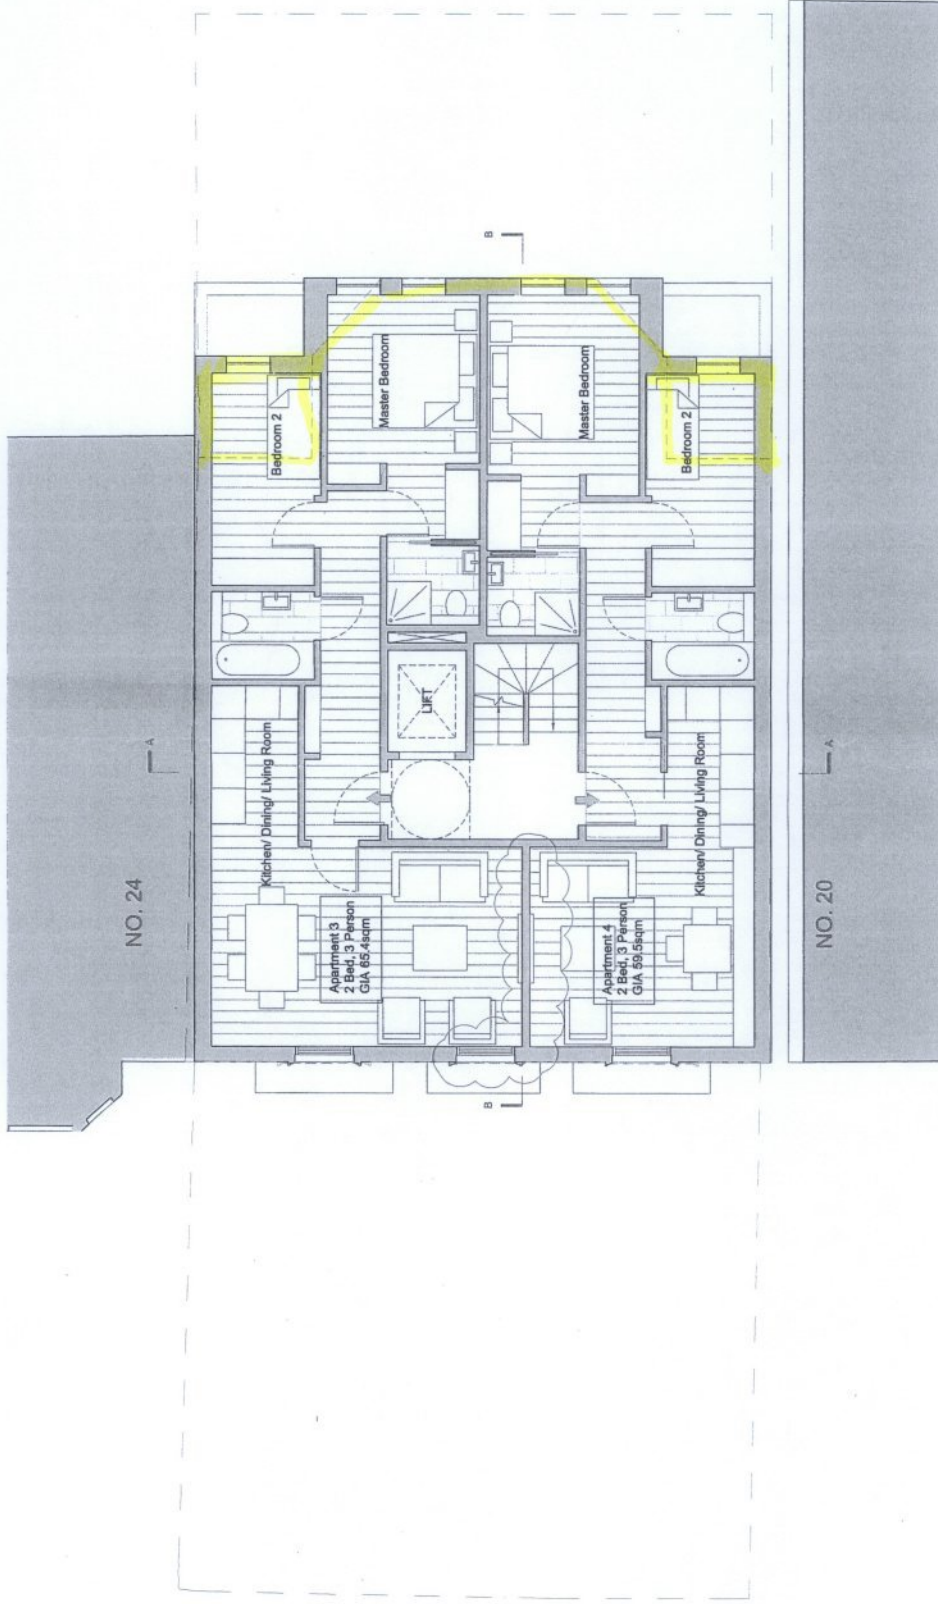 NO. 24
A
Bedroom 2
Master Bedroom
B
Kitchen/ Dining/ Living Room
LIFT
Apartment 3
2 Bed, 3 Person
GIA 65.4sqm
B
Master Bedroom
Bedroom 2
Kitchen/ Dining/ Living Room
Apartment 4
2 Bed, 3 Person
GIA 59.5sqm
A
NO. 20